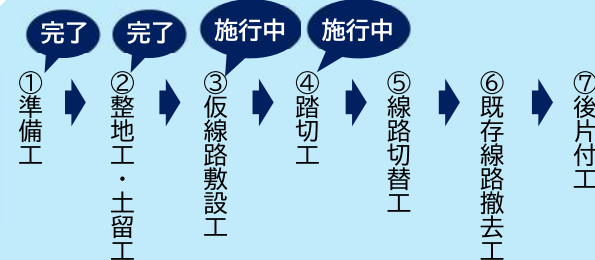 完了
完了
施行中
施行中
①準備工
②整地工・土留工
③仮線路敷設工
④踏切工
⑤線路切替工
⑥既存線路撤去工
⑦後片付工